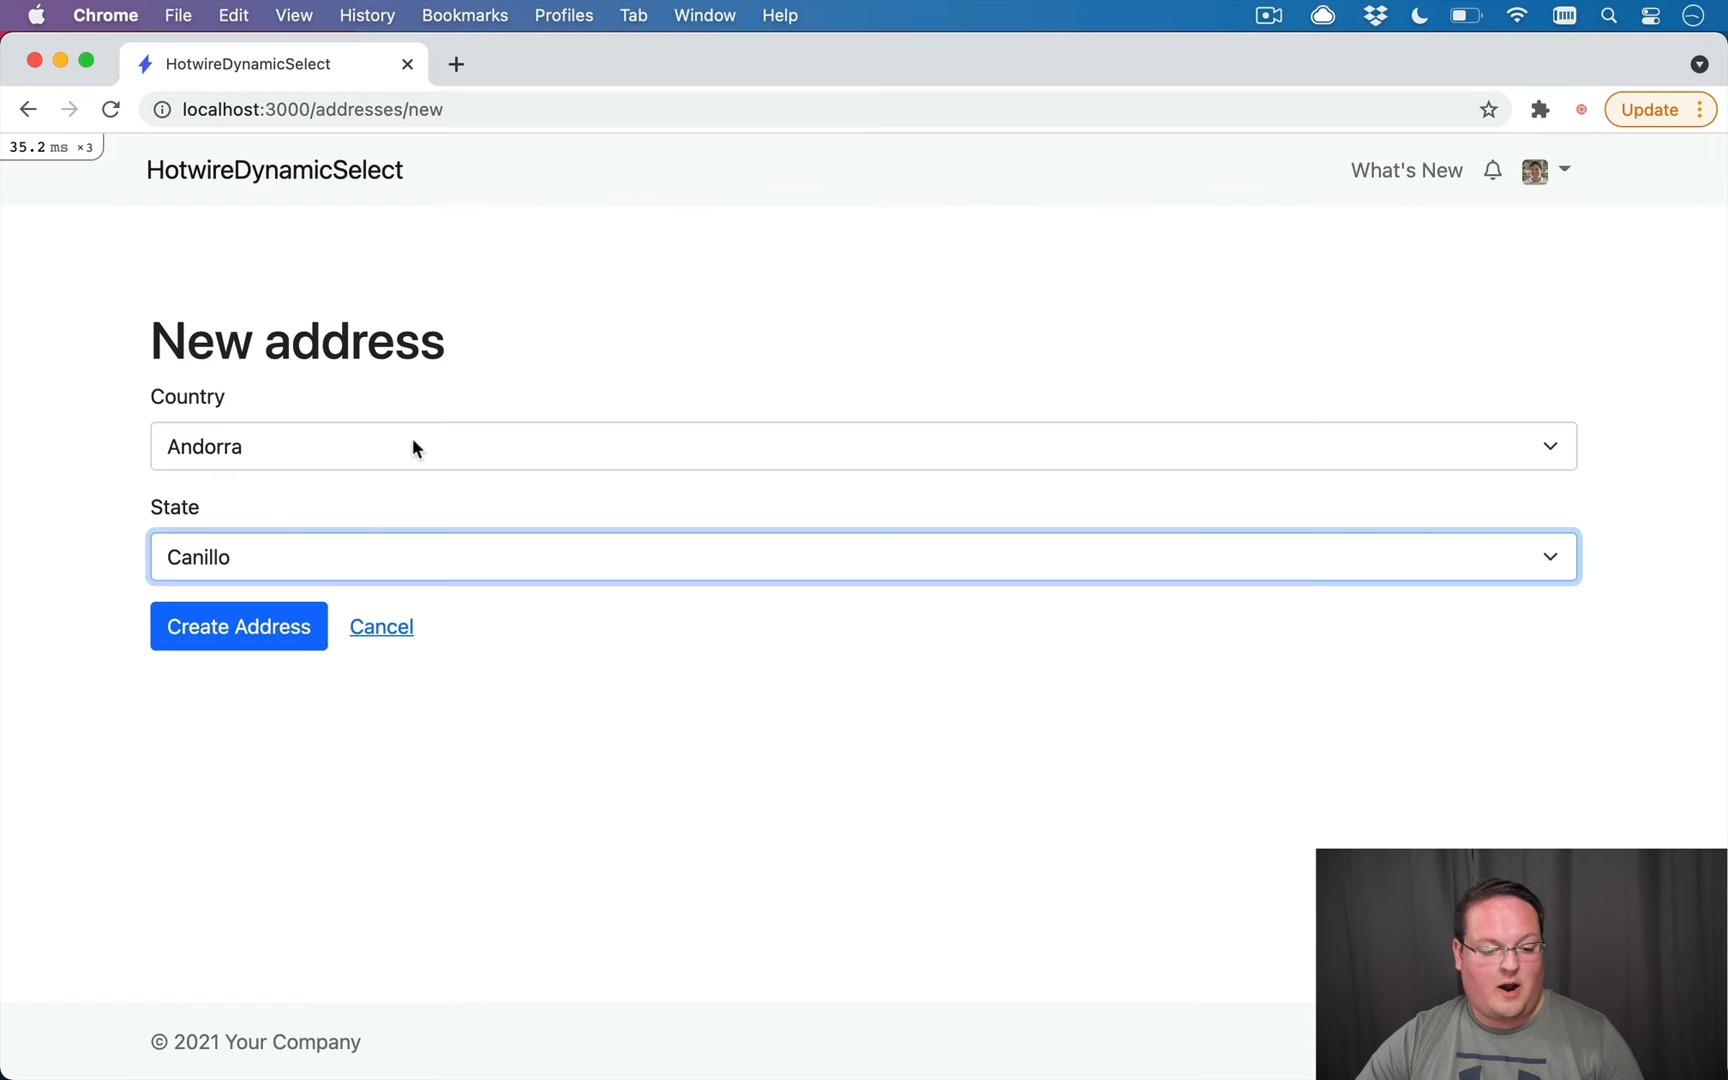 Chrome File Edit View History Bookmarks Profiles Tab Window Help
HotwireDynamicSelect
localhost:3000/addresses/new
Update
35.2 ms ×3
HotwireDynamicSelect
What's New
New address
Country
Andorra
State
Canillo
Create Address Cancel
© 2021 Your Company